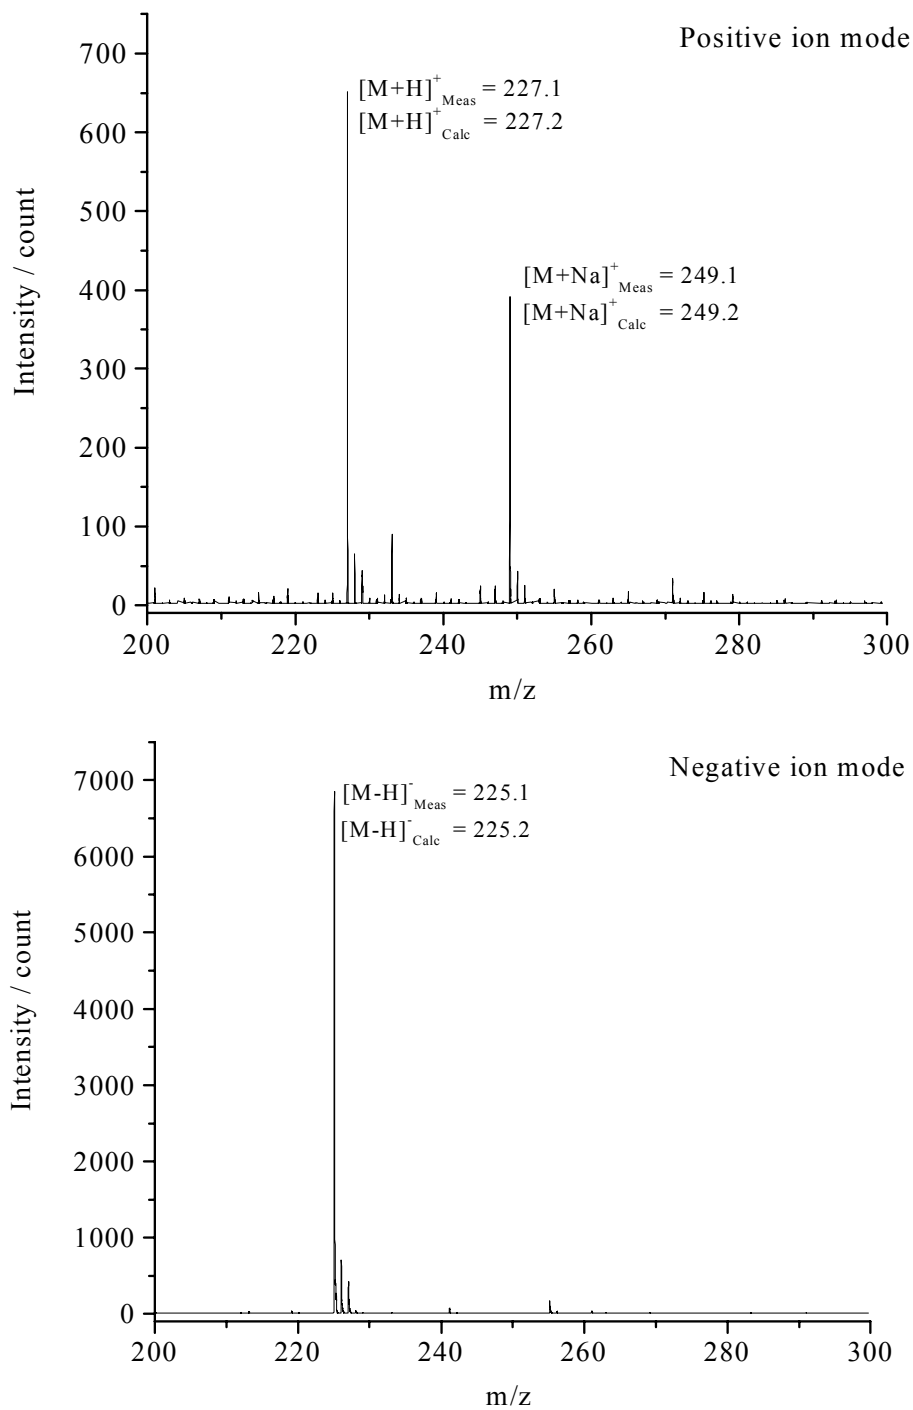 Positive ion mode
[M+H]⁺Meas = 227.1
[M+H]⁺Calc = 227.2
[M+Na]⁺Meas = 249.1
[M+Na]⁺Calc = 249.2
Intensity / count
700
600
500
400
300
200
100
0
200 220 240 260 280 300
m/z
Negative ion mode
[M-H]⁻Meas = 225.1
[M-H]⁻Calc = 225.2
Intensity / count
7000
6000
5000
4000
3000
2000
1000
0
200 220 240 260 280 300
m/z